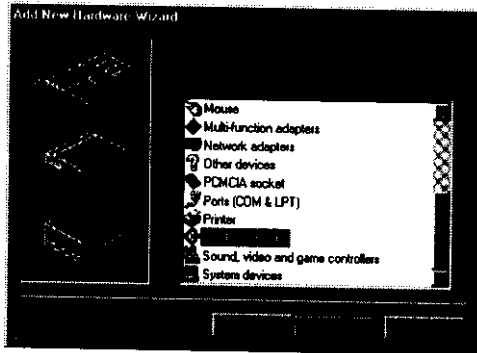 Add New Hardware Wizard
Mouse
Multi-function adapters
Network adapters
Other devices
PCMCIA socket
Ports (COM & LPT)
Printer
Sound, video and game controllers
System devices